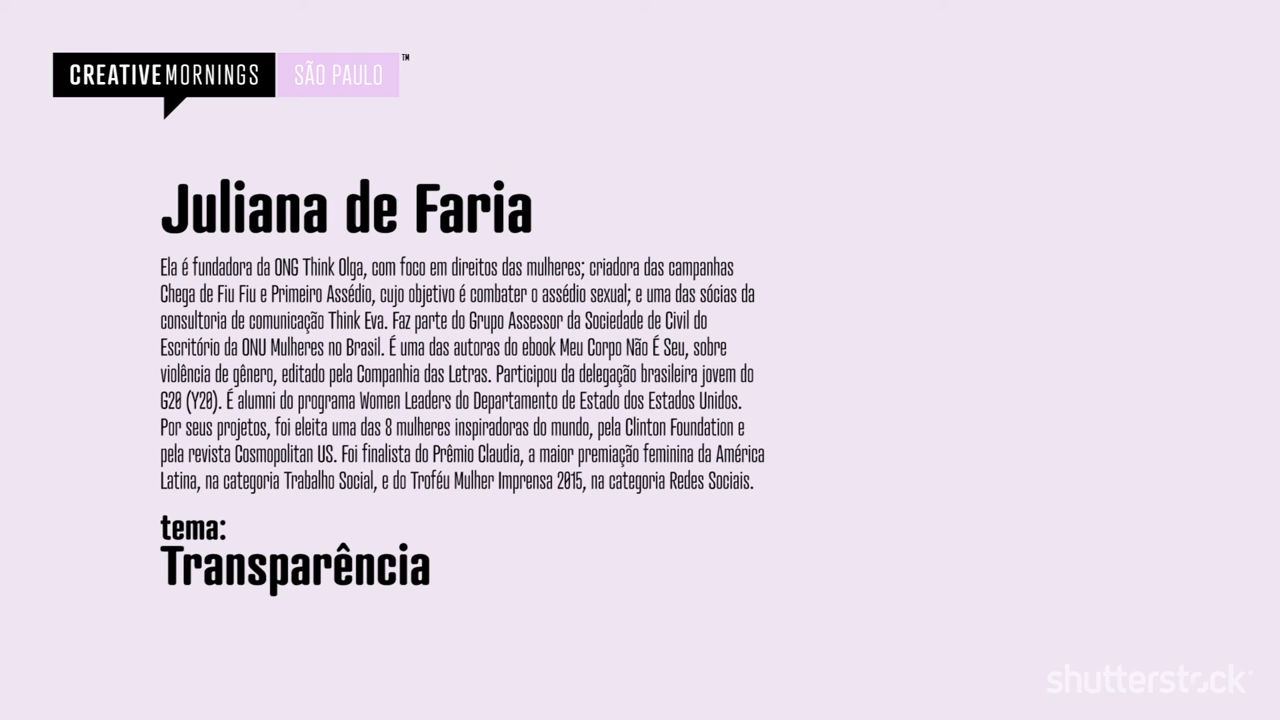 CREATIVEMORNINGS SÃO PAULO ™
Juliana de Faria
Ela é fundadora da ONG Think Olga, com foco em direitos das mulheres; criadora das campanhas
Chega de Fiu Fiu e Primeiro Assédio, cujo objetivo é combater o assédio sexual; e uma das sócias da
consultoria de comunicação Think Eva. Faz parte do Grupo Assessor da Sociedade de Civil do
Escritório da ONU Mulheres no Brasil. É uma das autoras do ebook Meu Corpo Não É Seu, sobre
violência de gênero, editado pela Companhia das Letras. Participou da delegação brasileira jovem do
G20 (Y20). É alumni do programa Women Leaders do Departamento de Estado dos Estados Unidos.
Por seus projetos, foi eleita uma das 8 mulheres inspiradoras do mundo, pela Clinton Foundation e
pela revista Cosmopolitan US. Foi finalista do Prêmio Claudia, a maior premiação feminina da América
Latina, na categoria Trabalho Social, e do Troféu Mulher Imprensa 2015, na categoria Redes Sociais.
tema:
Transparência
shutterstock